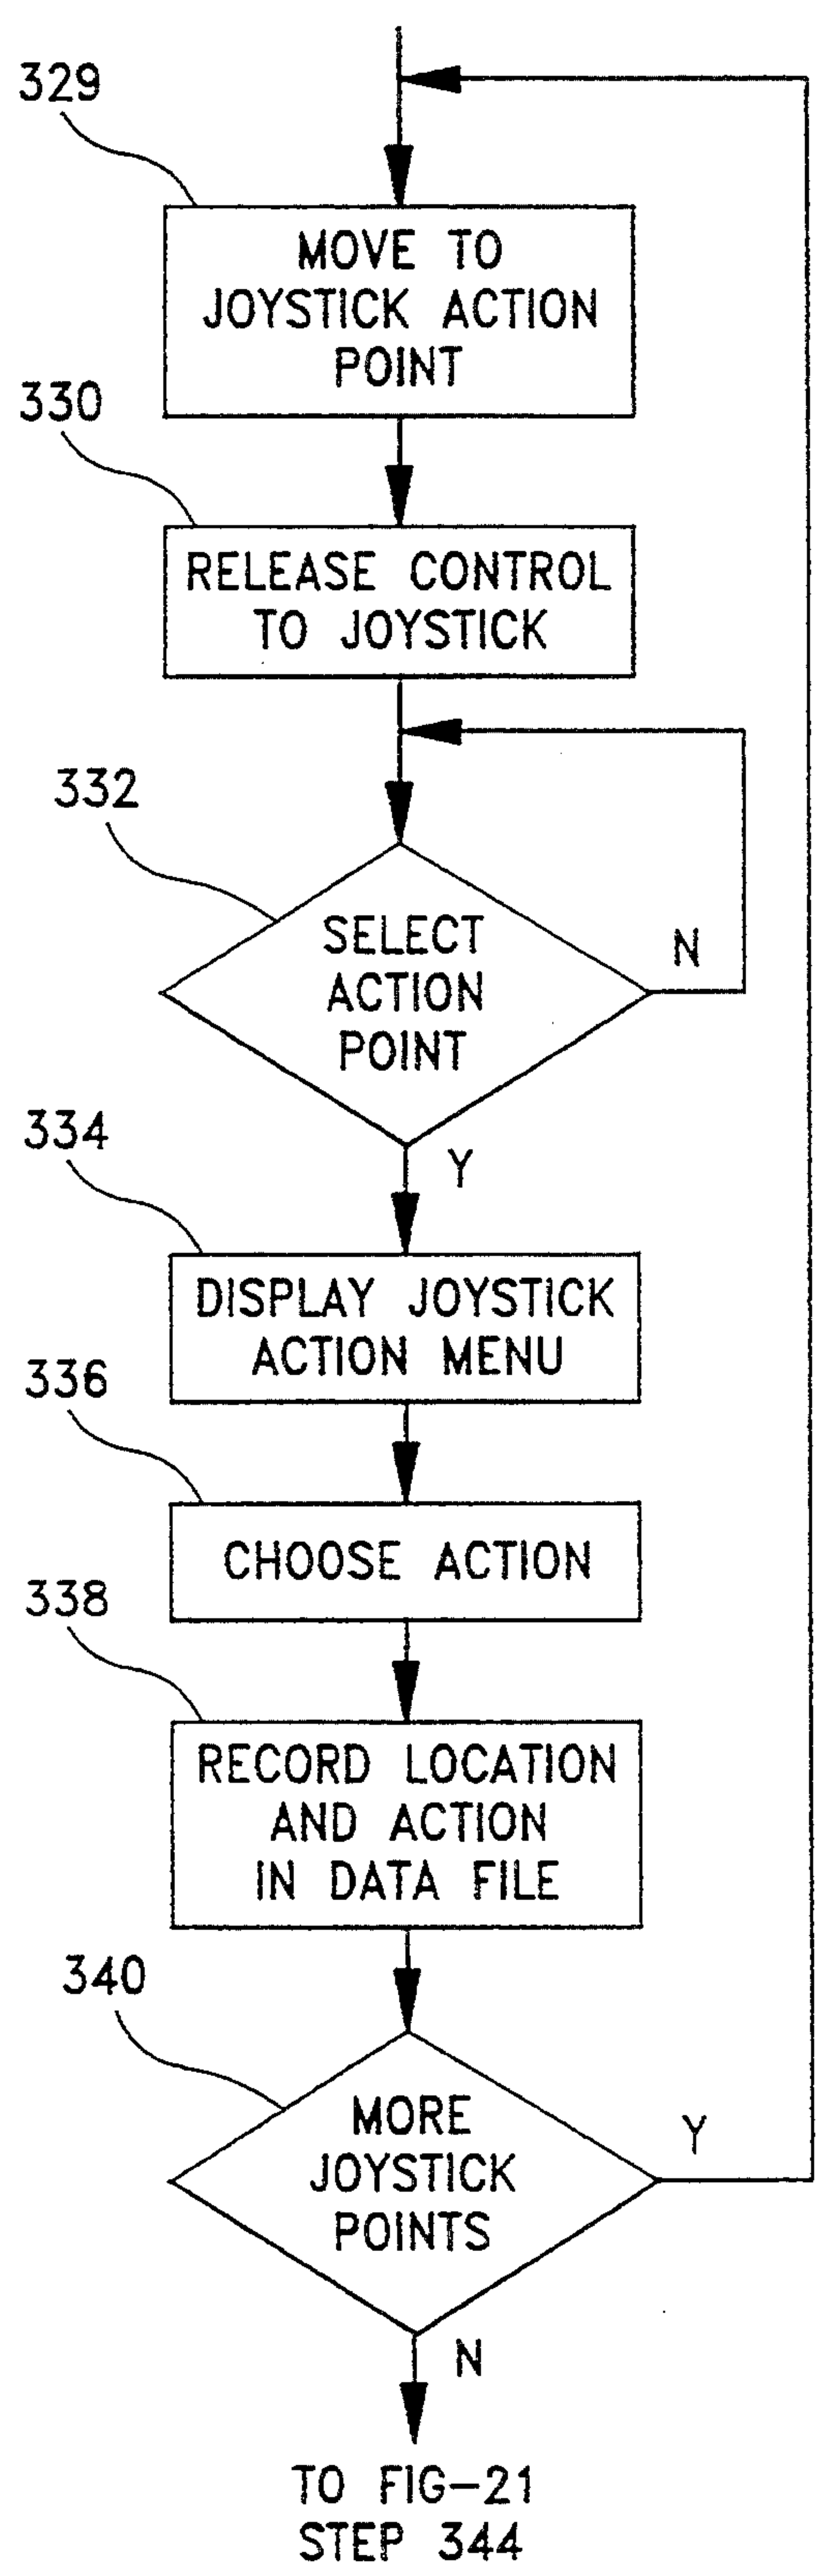 329
MOVE TO
JOYSTICK ACTION
POINT
330
RELEASE CONTROL
TO JOYSTICK
332
SELECT
ACTION
POINT
N
Y
334
DISPLAY JOYSTICK
ACTION MENU
336
CHOOSE ACTION
338
RECORD LOCATION
AND ACTION
IN DATA FILE
340
MORE
JOYSTICK
POINTS
Y
N
TO FIG-21
STEP 344